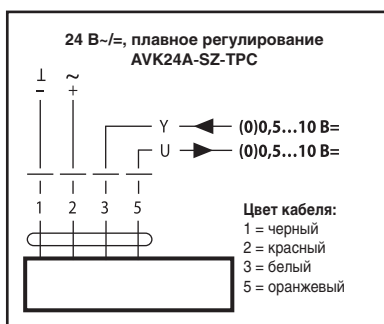 24 В~/=, плавное регулирование
AVK24A-SZ-TPC
⊥ ~
− +
Y (0)0,5...10 В=
U (0)0,5...10 В=
1 2 3 5
Цвет кабеля:
1 = черный
2 = красный
3 = белый
5 = оранжевый